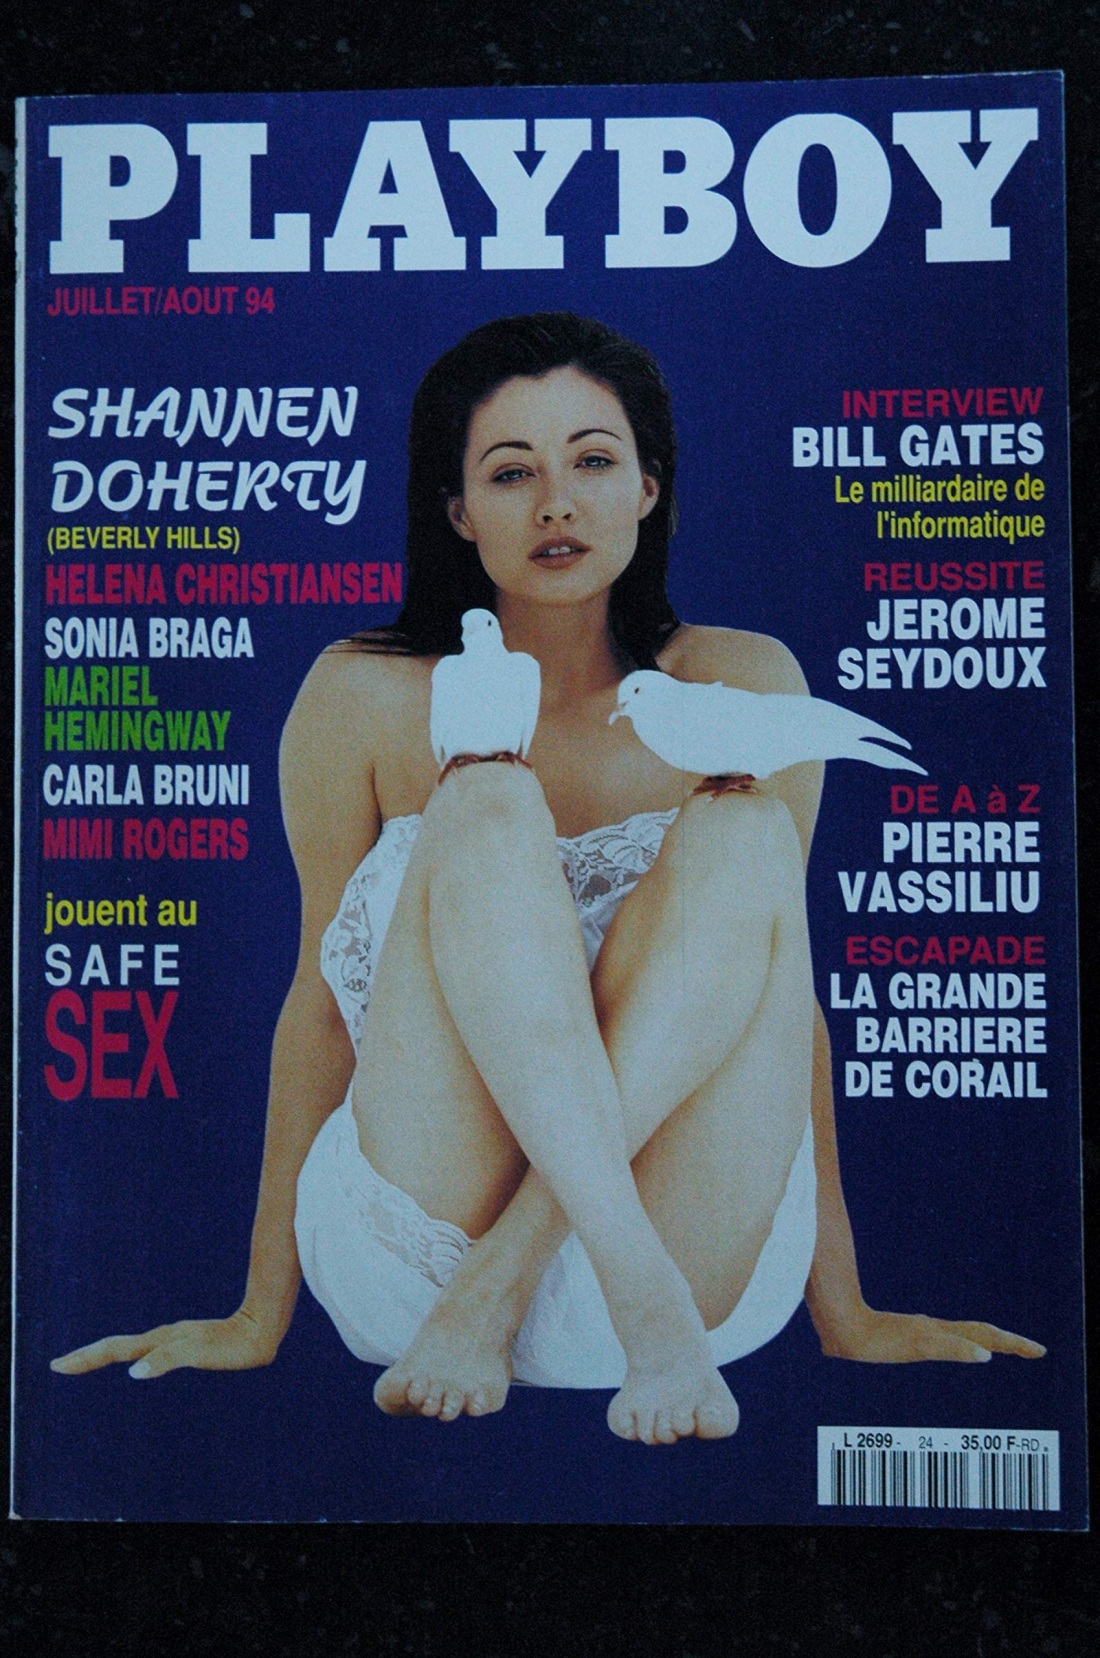 PLAYBOY
JUILLET/AOUT 94
SHANNEN
DOHERTY
(BEVERLY HILLS)
HELENA CHRISTIANSEN
SONIA BRAGA
MARIEL
HEMINGWAY
CARLA BRUNI
MIMI ROGERS
jouent au
SAFE
SEX
INTERVIEW
BILL GATES
Le milliardaire de
l'informatique
REUSSITE
JEROME
SEYDOUX
DE A à Z
PIERRE
VASSILIU
ESCAPADE
LA GRANDE
BARRIERE
DE CORAIL
L 2699 - 24 - 35,00 F-RD